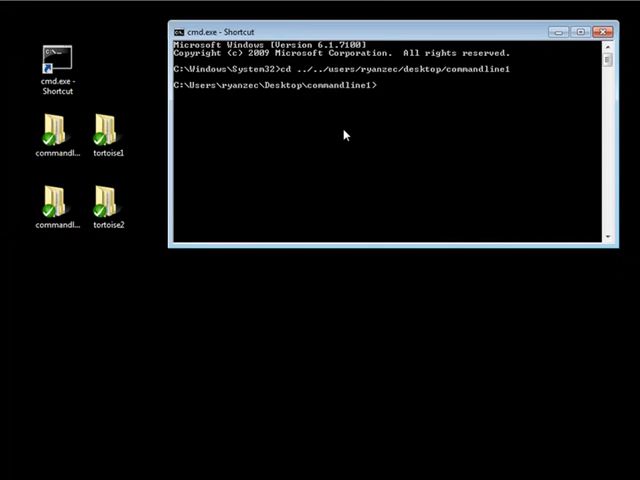 cmd.exe - Shortcut
Microsoft Windows [Version 6.1.7100]
Copyright (c) 2009 Microsoft Corporation.  All rights reserved.
C:\Windows\System32>cd ../../users/ryanzec/desktop/commandline1
C:\Users\ryanzec\Desktop\commandline1>
cmd.exe -
Shortcut
commandl...
tortoise1
commandl...
tortoise2